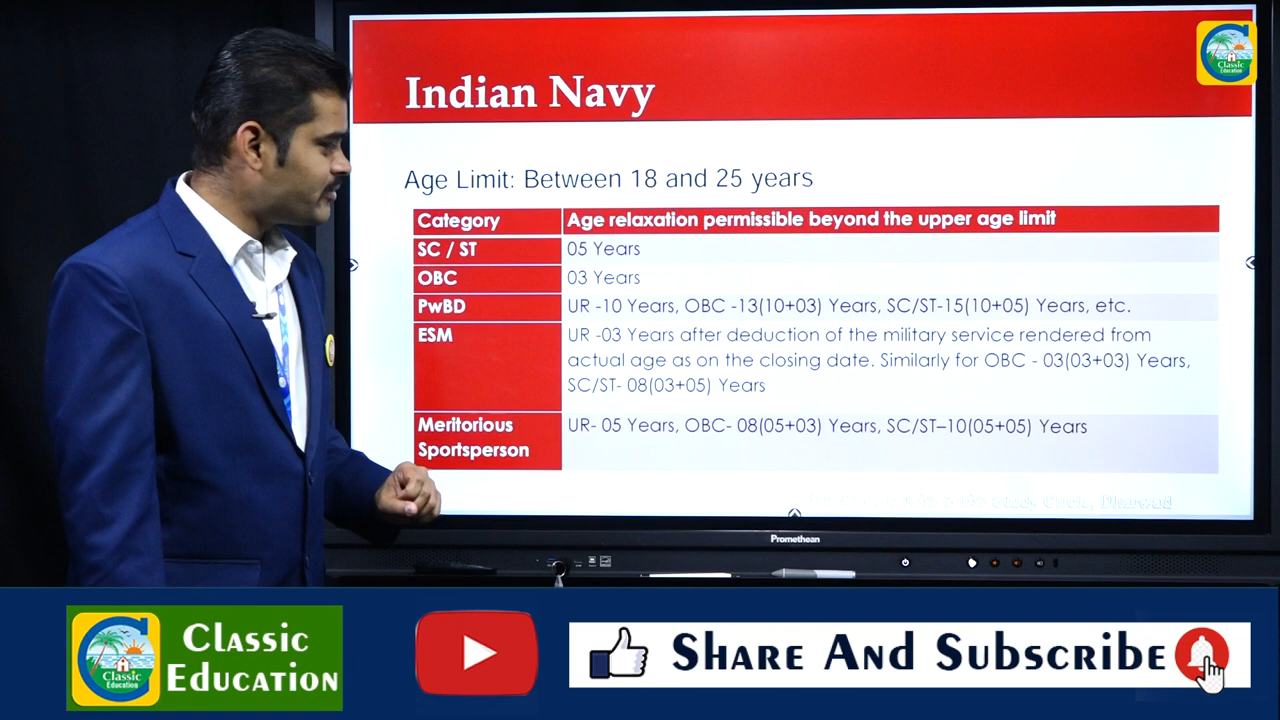 Classic
Education
Indian Navy
Age Limit: Between 18 and 25 years
Category Age relaxation permissible beyond the upper age limit
SC / ST 05 Years
OBC 03 Years
PwBD UR -10 Years, OBC -13(10+03) Years, SC/ST-15(10+05) Years, etc.
ESM UR -03 Years after deduction of the military service rendered from
actual age as on the closing date. Similarly for OBC - 03(03+03) Years,
SC/ST- 08(03+05) Years
Meritorious UR- 05 Years, OBC- 08(05+03) Years, SC/ST–10(05+05) Years
Sportsperson
Study Circle, Dharwad
Promethean
Classic
Education
Classic
Education
Share And Subscribe